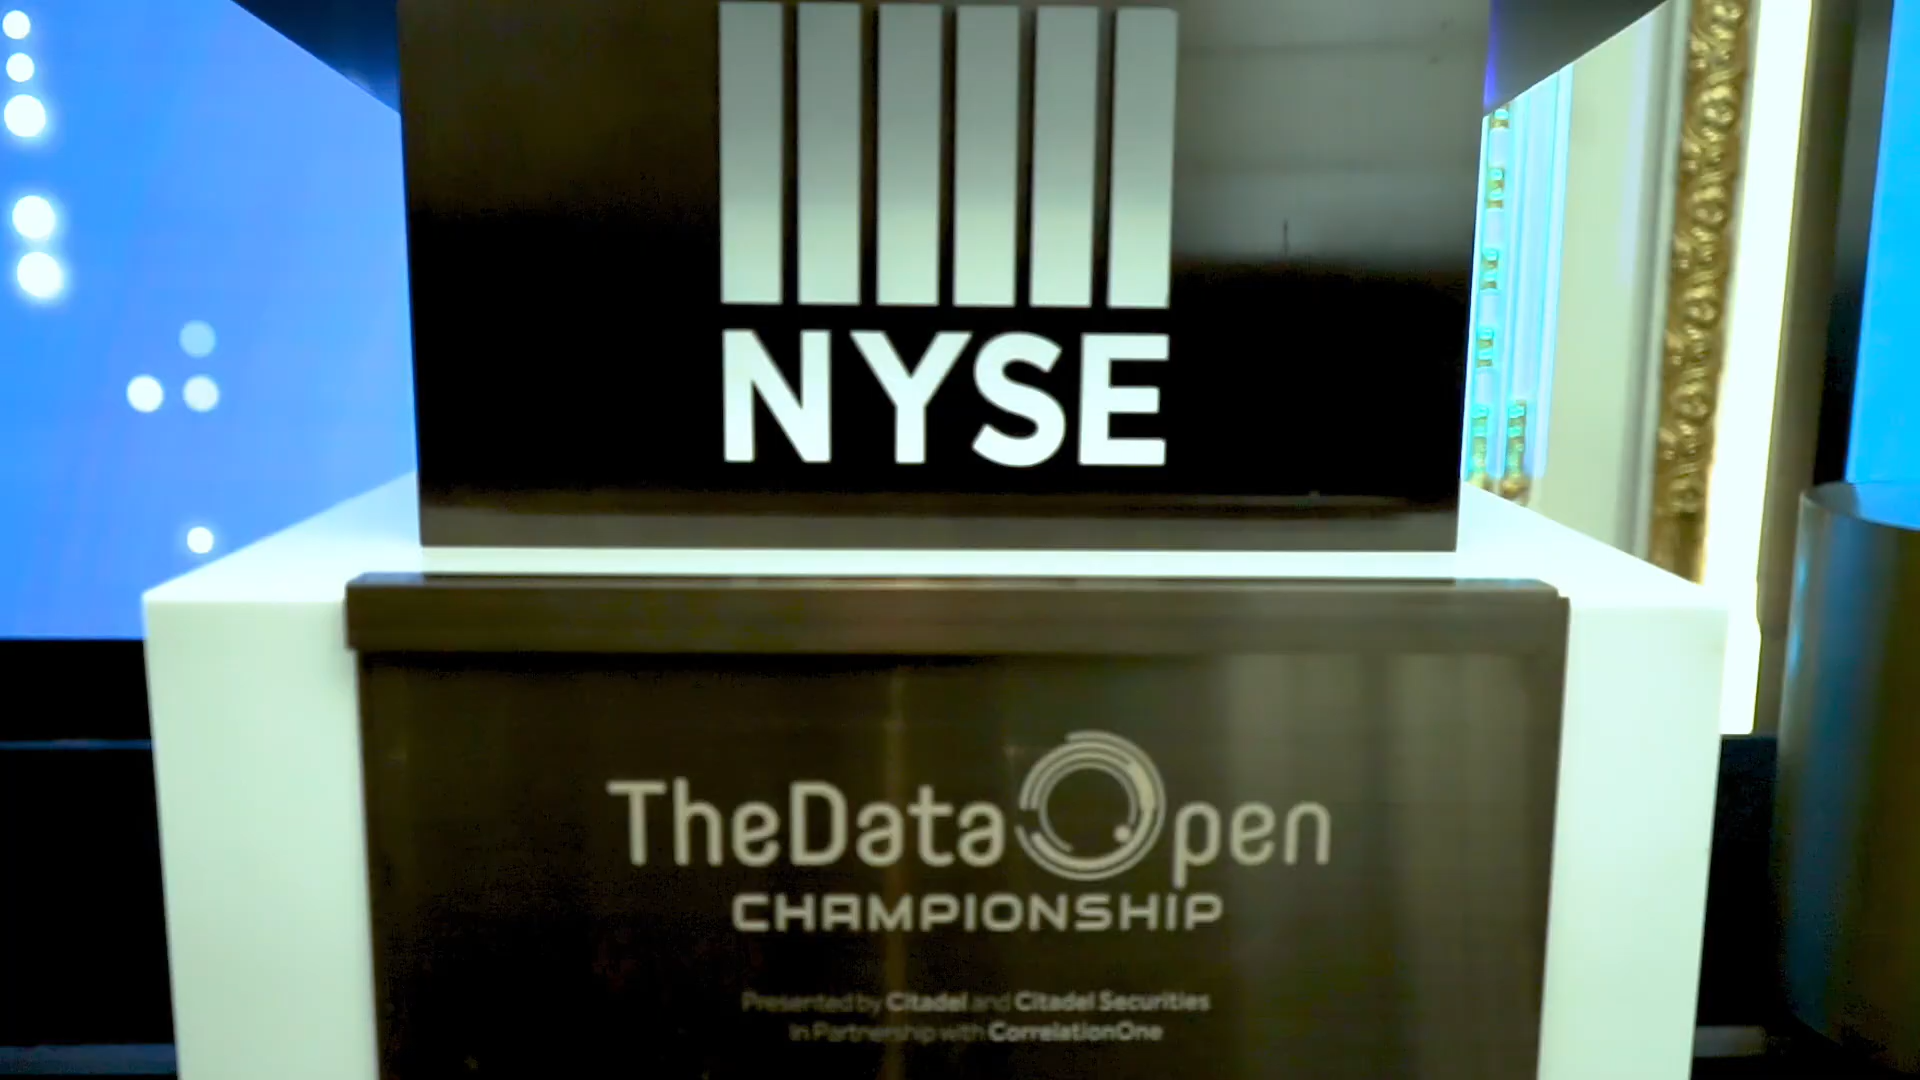 NYSE
TheDataOpen
CHAMPIONSHIP
Presented by Citadel and Citadel Securities
In Partnership with CorrelationOne